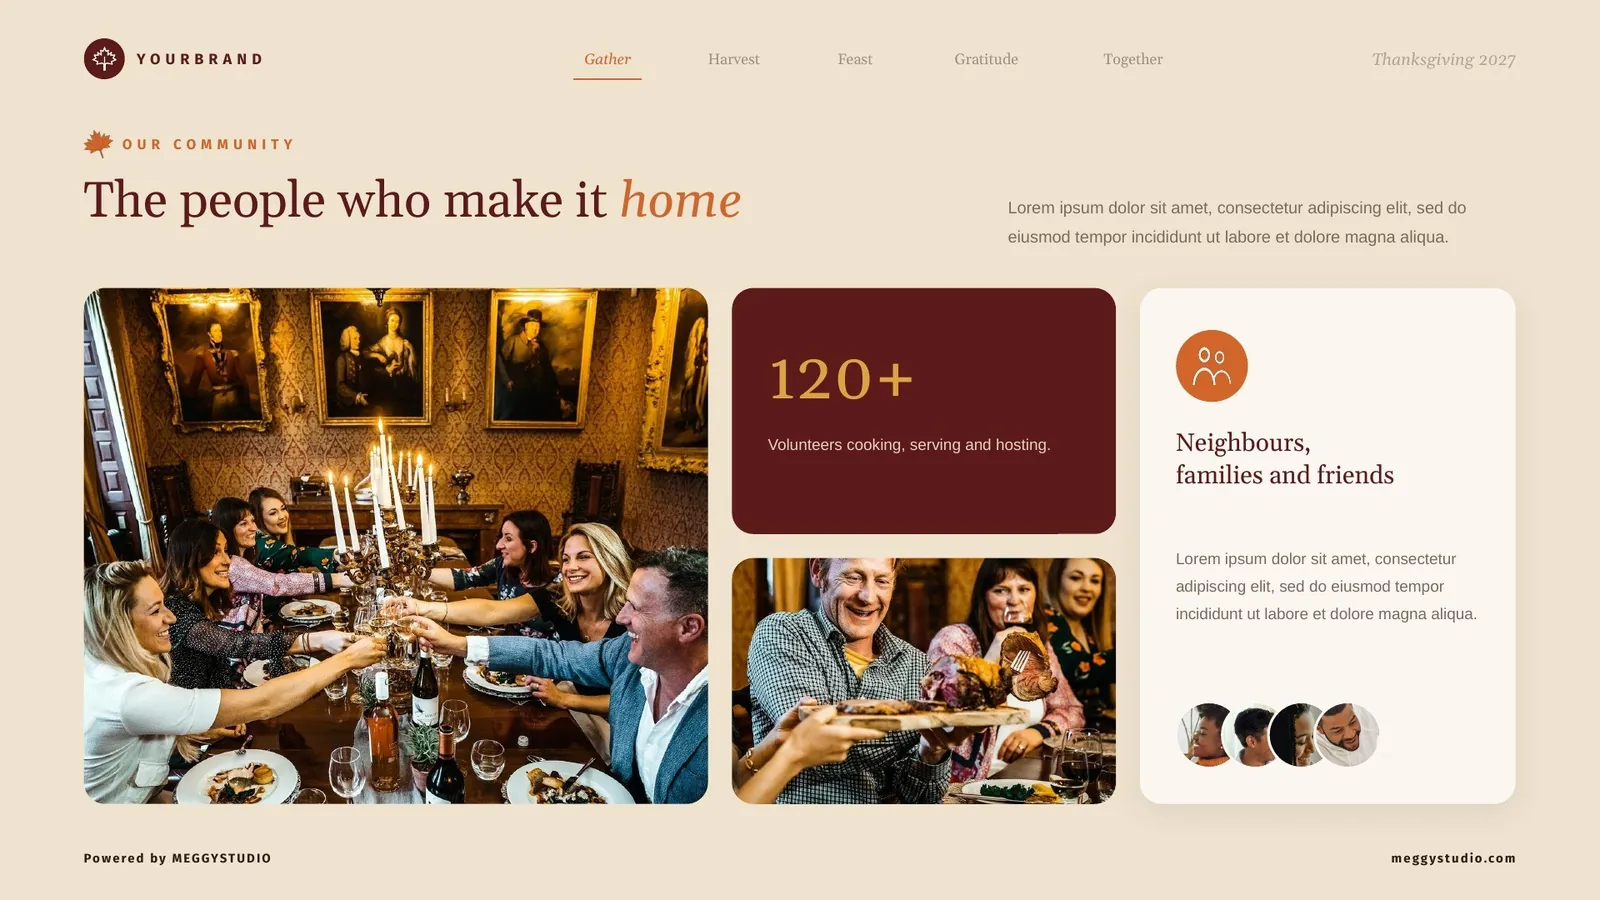 YOURBRAND
Gather
Harvest
Feast
Gratitude
Together
Thanksgiving 2027
OUR COMMUNITY
The people who make it home
Lorem ipsum dolor sit amet, consectetur adipiscing elit, sed do
eiusmod tempor incididunt ut labore et dolore magna aliqua.
120+
Volunteers cooking, serving and hosting.
Neighbours,
families and friends
Lorem ipsum dolor sit amet, consectetur
adipiscing elit, sed do eiusmod tempor
incididunt ut labore et dolore magna aliqua.
Powered by MEGGYSTUDIO
meggystudio.com